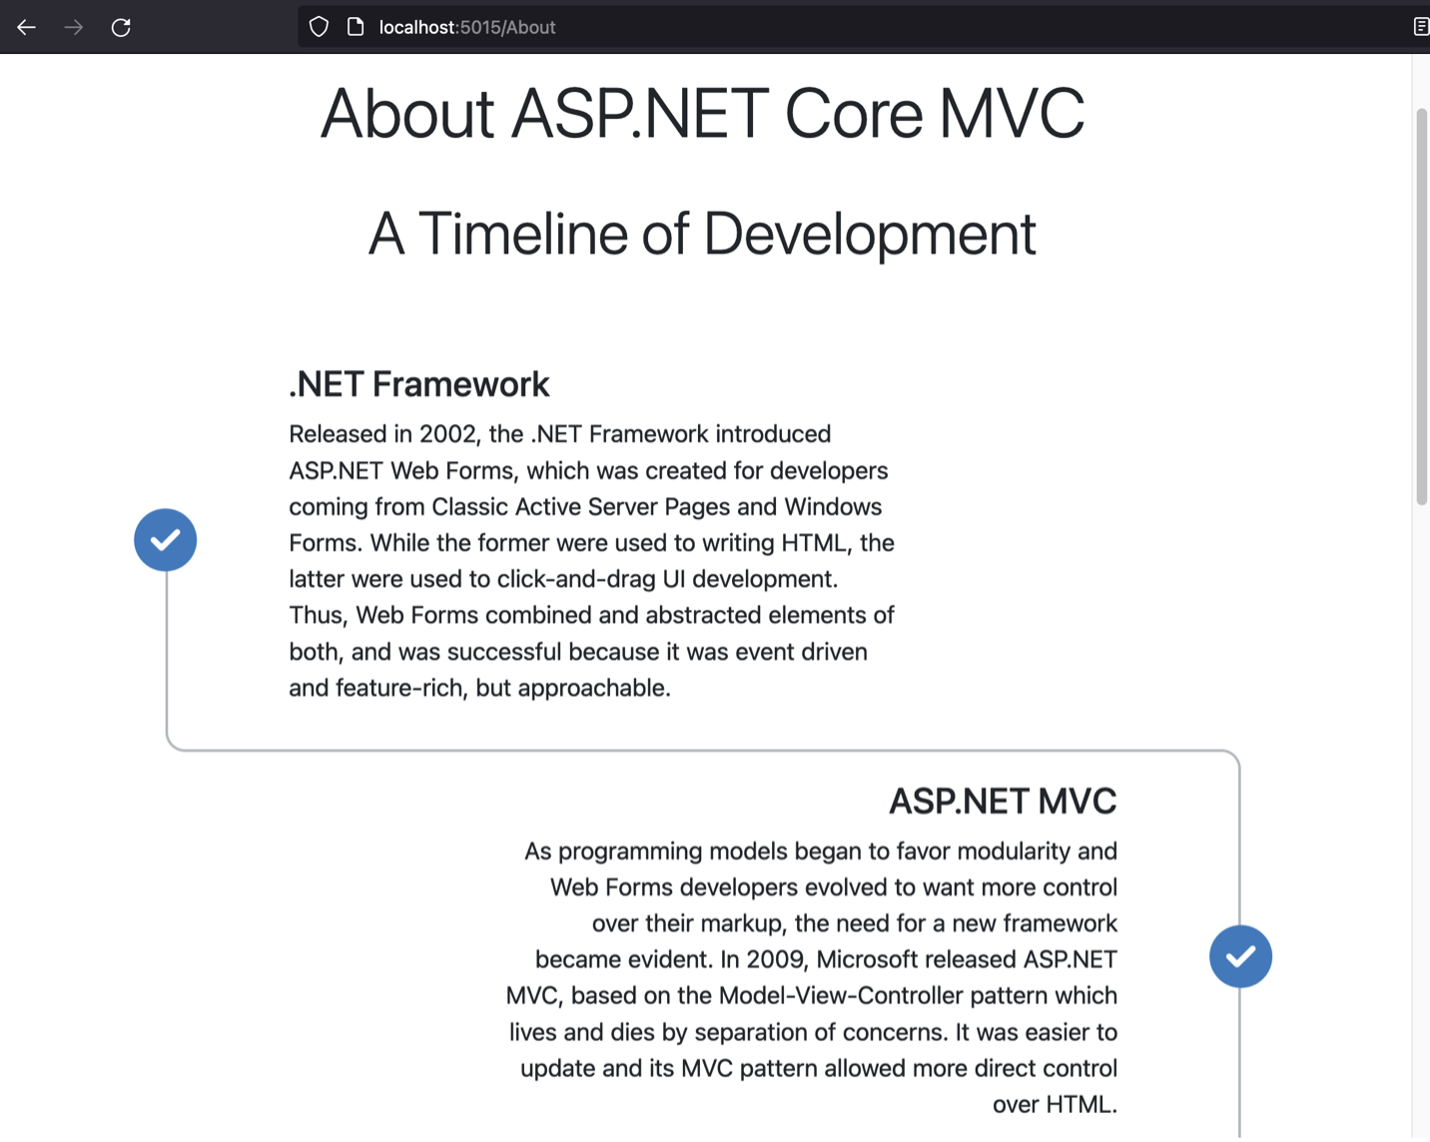 localhost:5015/About
About ASP.NET Core MVC
A Timeline of Development
.NET Framework
Released in 2002, the .NET Framework introduced
ASP.NET Web Forms, which was created for developers
coming from Classic Active Server Pages and Windows
Forms. While the former were used to writing HTML, the
latter were used to click-and-drag UI development.
Thus, Web Forms combined and abstracted elements of
both, and was successful because it was event driven
and feature-rich, but approachable.
ASP.NET MVC
As programming models began to favor modularity and
Web Forms developers evolved to want more control
over their markup, the need for a new framework
became evident. In 2009, Microsoft released ASP.NET
MVC, based on the Model-View-Controller pattern which
lives and dies by separation of concerns. It was easier to
update and its MVC pattern allowed more direct control
over HTML.